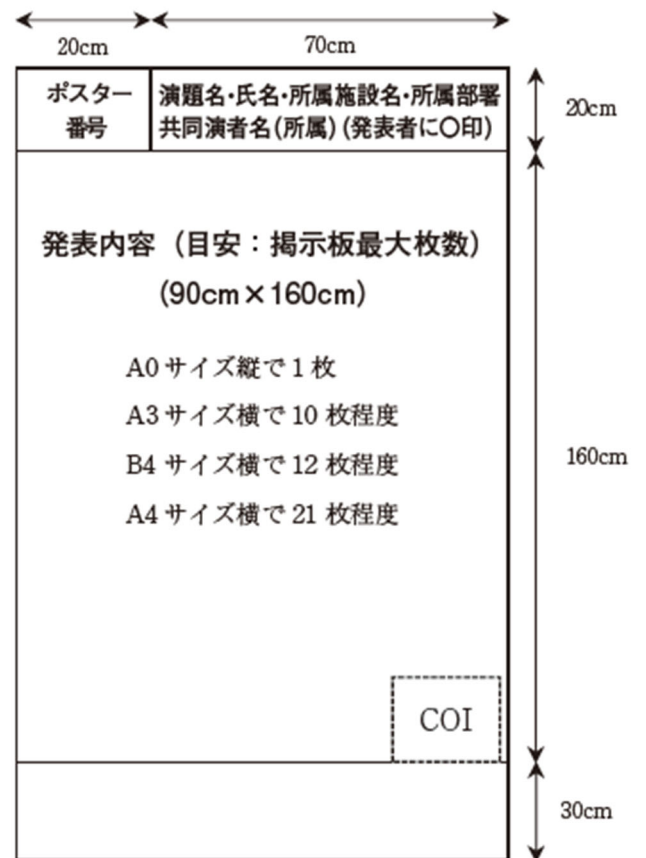 20cm
70cm
ポスター
番号
演題名・氏名・所属施設名・所属部署
共同演者名(所属)(発表者に〇印)
20cm
発表内容（目安：掲示板最大枚数）
(90cm×160cm)
A0サイズ縦で1枚
A3サイズ横で10枚程度
B4サイズ横で12枚程度
A4サイズ横で21枚程度
160cm
COI
30cm